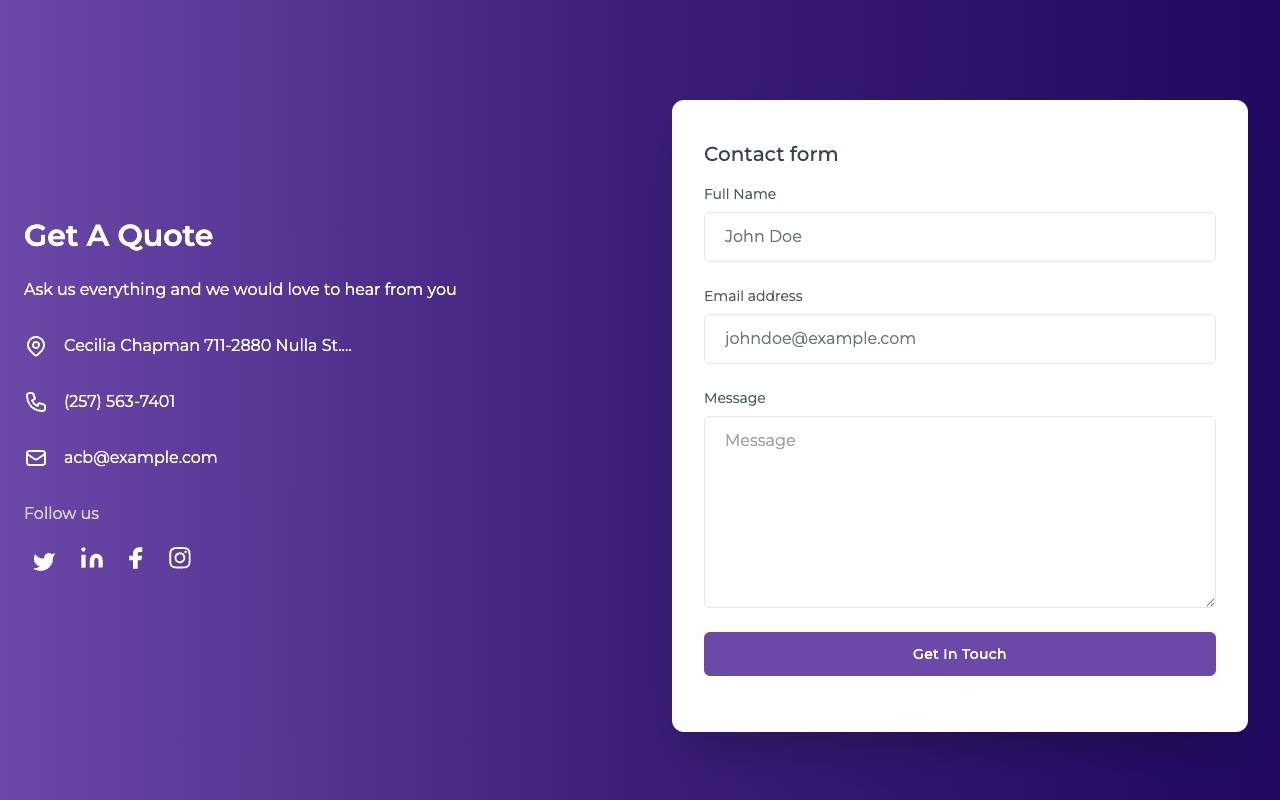 Get A Quote
Ask us everything and we would love to hear from you
Cecilia Chapman 711-2880 Nulla St....
(257) 563-7401
acb@example.com
Follow us
Contact form
Full Name
John Doe
Email address
johndoe@example.com
Message
Message
Get In Touch